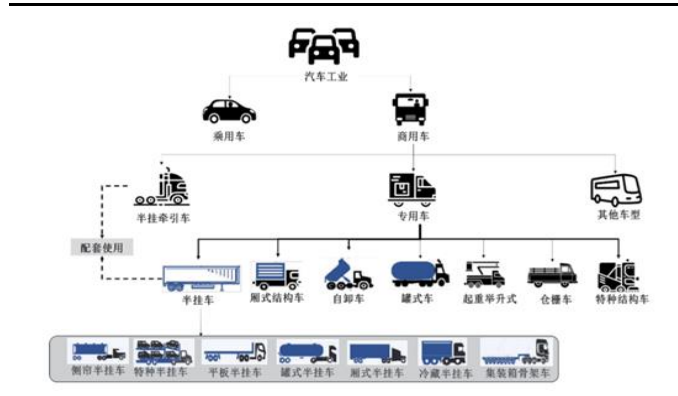 汽车工业
乘用车
商用车
半挂牵引车
专用车
其他车型
配套使用
半挂车
厢式结构车
自卸车
罐式车
起重举升式
仓栅车
特种结构车
侧帘半挂车
特种半挂车
平板半挂车
罐式半挂车
厢式半挂车
冷藏半挂车
集装箱骨架车